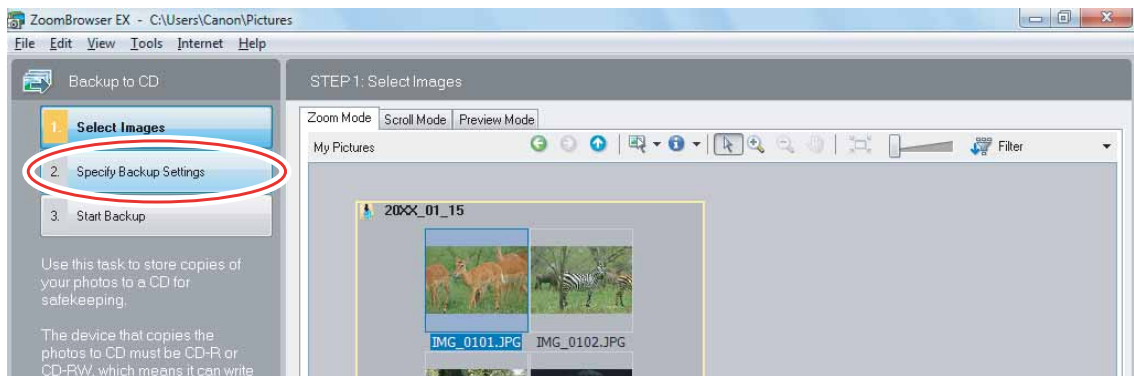 ZoomBrowser EX - C:\Users\Canon\Pictures
File Edit View Tools Internet Help
Backup to CD
STEP 1: Select Images
1. Select Images
2. Specify Backup Settings
3. Start Backup
Use this task to store copies of
your photos to a CD for
safekeeping.
The device that copies the
photos to CD must be CD-R or
CD-RW, which means it can write
Zoom Mode Scroll Mode Preview Mode
My Pictures
Filter
20XX_01_15
IMG_0101.JPG IMG_0102.JPG